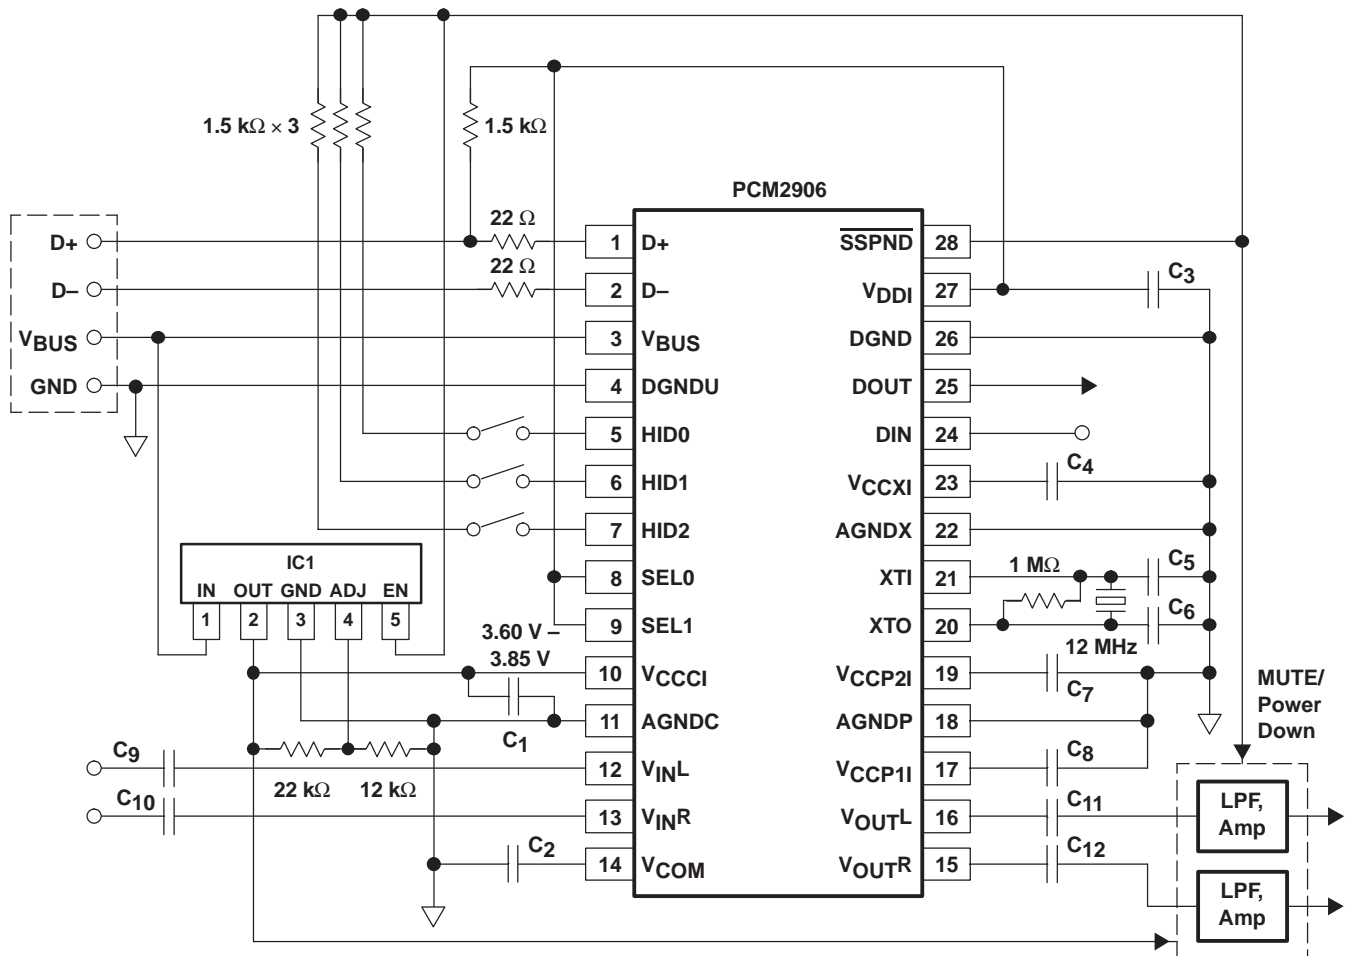 1.5 kΩ × 3
1.5 kΩ
PCM2906
22 Ω
22 Ω
D+
D–
VBUS
GND
1 D+
2 D–
3 VBUS
4 DGNDU
5 HID0
6 HID1
7 HID2
8 SEL0
9 SEL1
10 VCCCI
11 AGNDC
12 VINL
13 VINR
14 VCOM
SSPND 28
VDDI 27
DGND 26
DOUT 25
DIN 24
VCCXI 23
AGNDX 22
XTI 21
XTO 20
VCCP2I 19
AGNDP 18
VCCP1I 17
VOUTL 16
VOUTR 15
IC1
IN OUT GND ADJ EN
1 2 3 4 5
3.60 V –
3.85 V
C1
22 kΩ
12 kΩ
C9
C10
C2
C3
C4
1 MΩ
C5
C6
12 MHz
C7
C8
C11
C12
MUTE/
Power
Down
LPF,
Amp
LPF,
Amp